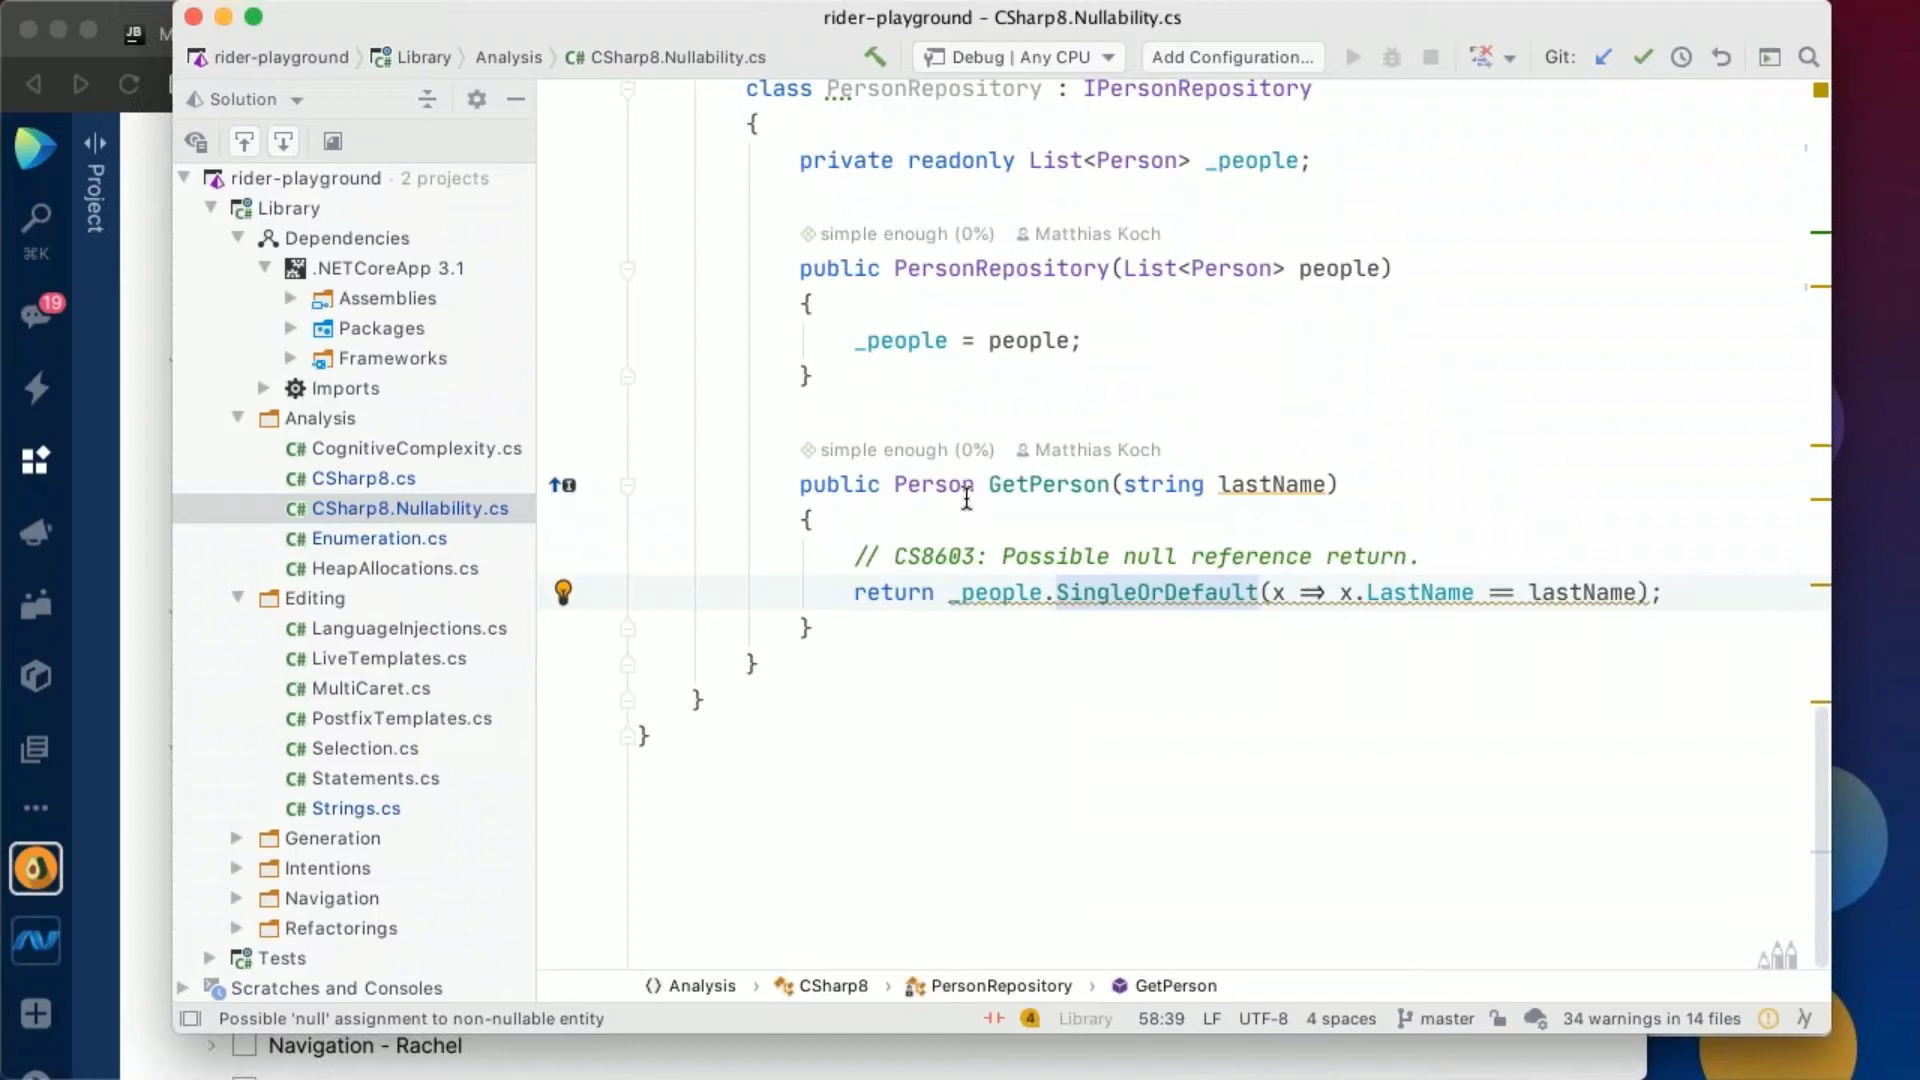 rider-playground – CSharp8.Nullability.cs
JB M
rider-playground Library Analysis C# CSharp8.Nullability.cs Debug | Any CPU Add Configuration... Git:
Solution
Project
⌘K
19
rider-playground · 2 projects
Library
Dependencies
.NETCoreApp 3.1
Assemblies
Packages
Frameworks
Imports
Analysis
C# CognitiveComplexity.cs
C# CSharp8.cs
C# CSharp8.Nullability.cs
C# Enumeration.cs
C# HeapAllocations.cs
Editing
C# LanguageInjections.cs
C# LiveTemplates.cs
C# MultiCaret.cs
C# PostfixTemplates.cs
C# Selection.cs
C# Statements.cs
C# Strings.cs
Generation
Intentions
Navigation
Refactorings
Tests
Scratches and Consoles
class PersonRepository : IPersonRepository
{
private readonly List<Person> _people;
simple enough (0%) Matthias Koch
public PersonRepository(List<Person> people)
{
_people = people;
}
simple enough (0%) Matthias Koch
public Person GetPerson(string lastName)
{
// CS8603: Possible null reference return.
return _people.SingleOrDefault(x => x.LastName == lastName);
}
}
}
}
{} Analysis CSharp8 PersonRepository GetPerson
Possible 'null' assignment to non-nullable entity 4 Library 58:39 LF UTF-8 4 spaces master 34 warnings in 14 files
Navigation - Rachel